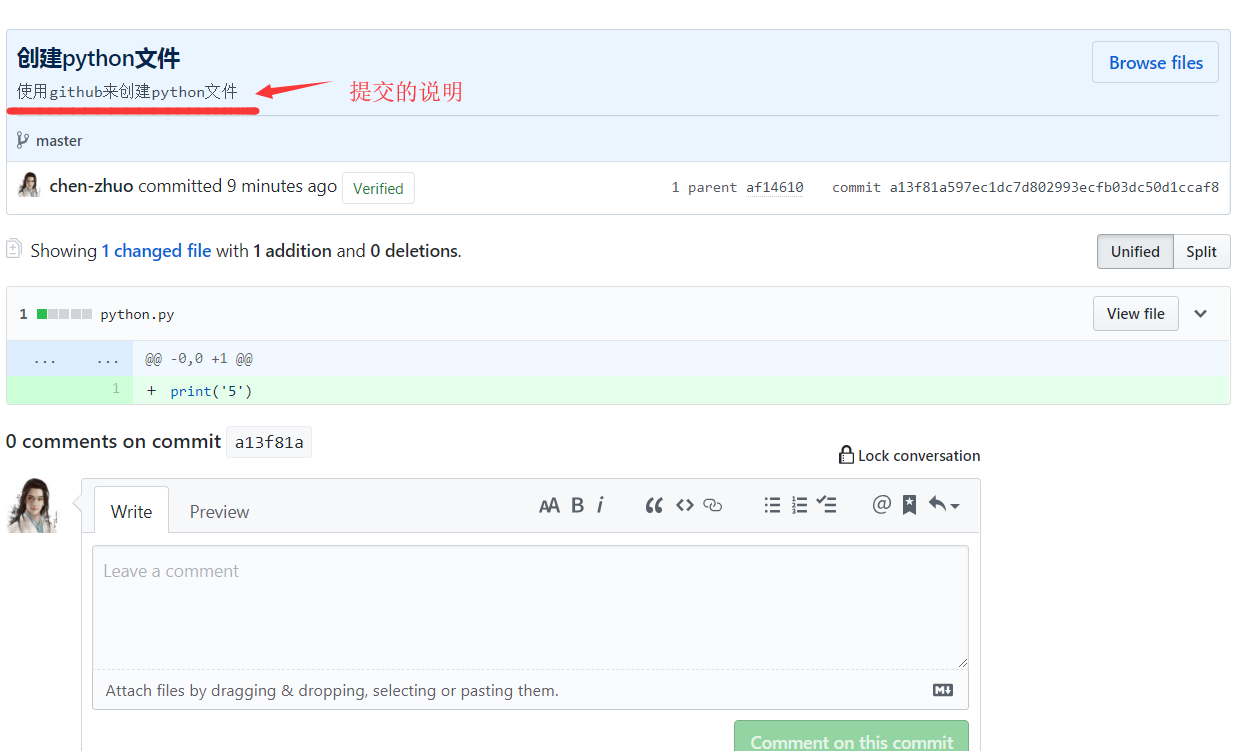 创建python文件
Browse files
使用github来创建python文件
提交的说明
master
chen-zhuo committed 9 minutes ago Verified
1 parent af14610 commit a13f81a597ec1dc7d802993ecfb03dc50d1ccaf8
Showing 1 changed file with 1 addition and 0 deletions.
Unified Split
1 python.py
View file
... ... @@ -0,0 +1 @@
1 + print('5')
0 comments on commit a13f81a
Lock conversation
Write Preview
AA B i
@
Leave a comment
Attach files by dragging & dropping, selecting or pasting them.
M
Comment on this commit